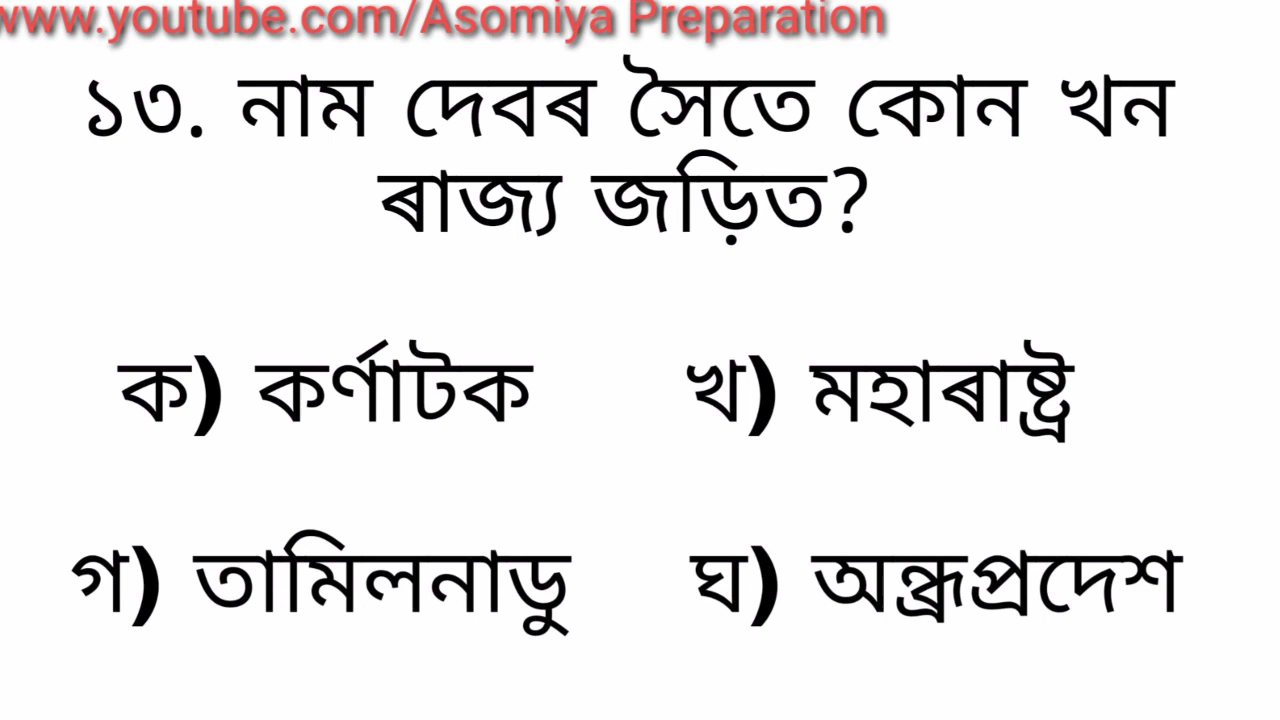 www.youtube.com/Asomiya Preparation
১৩. নাম দেবৰ সৈতে কোন খন
ৰাজ্য জড়িত?
ক) কৰ্ণাটক খ) মহাৰাষ্ট্ৰ
গ) তামিলনাডু ঘ) অন্ধ্ৰপ্ৰদেশ